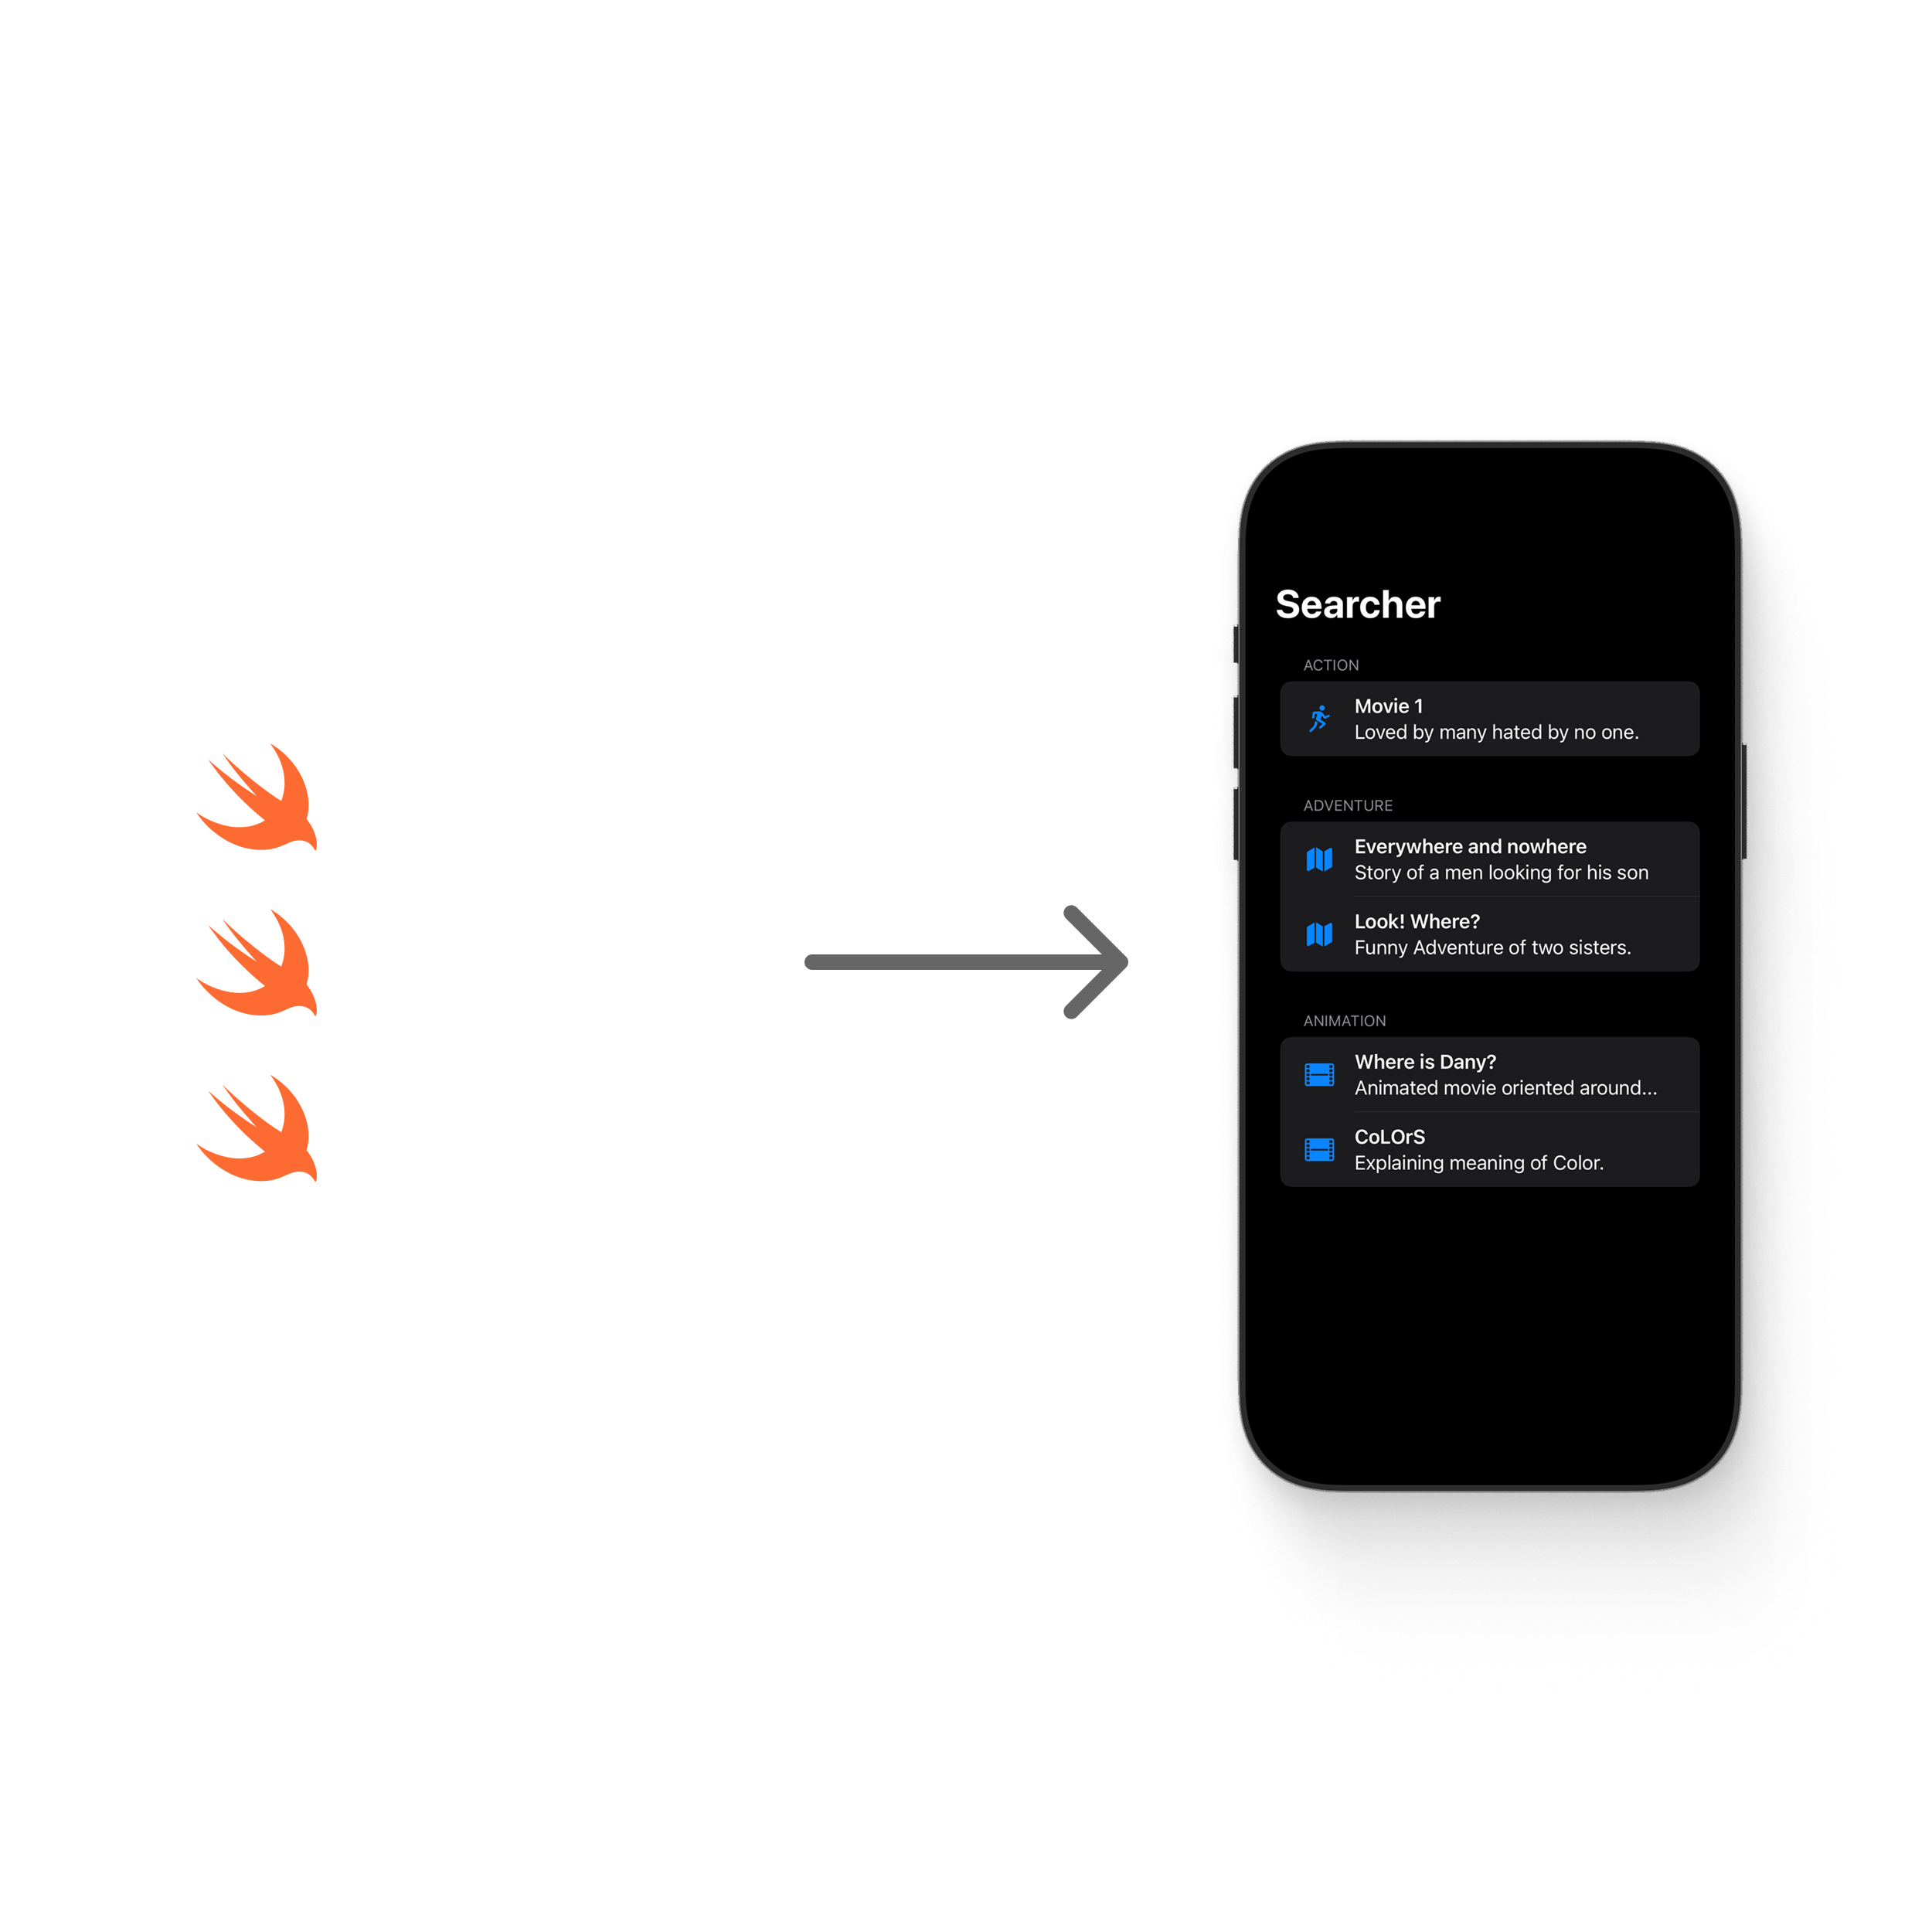 Searcher
ACTION
Movie 1
Loved by many hated by no one.
ADVENTURE
Everywhere and nowhere
Story of a men looking for his son
Look! Where?
Funny Adventure of two sisters.
ANIMATION
Where is Dany?
Animated movie oriented around...
CoLOrS
Explaining meaning of Color.